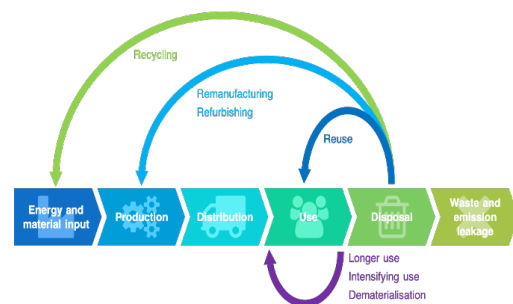 Recycling
Remanufacturing
Refurbishing
Reuse
Energy and
material input
Production
Distribution
Use
Disposal
Waste and
emission
leakage
Longer use
Intensifying use
Dematerialisation